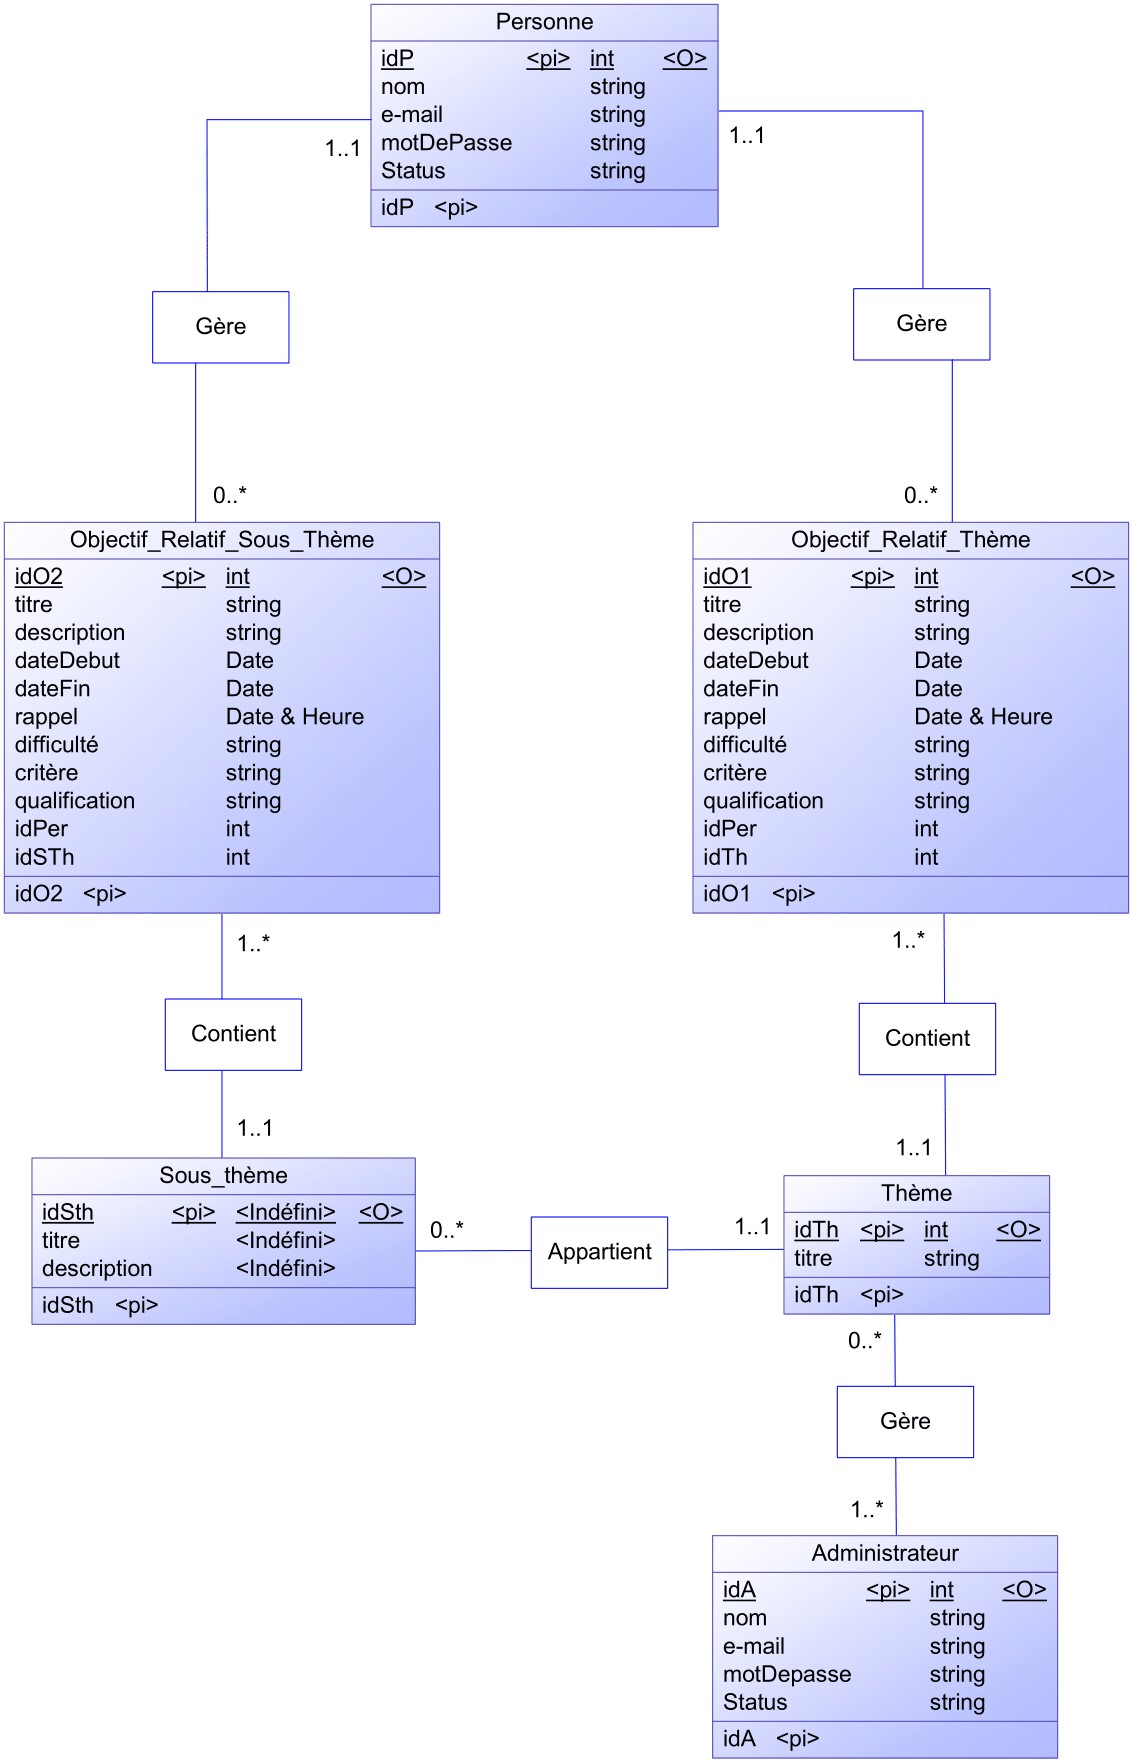 Personne
idP <pi> int <O>
nom string
e-mail string
motDePasse string
Status string
idP <pi>
1..1
1..1
Gère
Gère
0..*
0..*
Objectif_Relatif_Sous_Thème
idO2 <pi> int <O>
titre string
description string
dateDebut Date
dateFin Date
rappel Date & Heure
difficulté string
critère string
qualification string
idPer int
idSTh int
idO2 <pi>
Objectif_Relatif_Thème
idO1 <pi> int <O>
titre string
description string
dateDebut Date
dateFin Date
rappel Date & Heure
difficulté string
critère string
qualification string
idPer int
idTh int
idO1 <pi>
1..*
1..*
Contient
Contient
1..1
1..1
Sous_thème
idSth <pi> <Indéfini> <O>
titre <Indéfini>
description <Indéfini>
idSth <pi>
0..*
Appartient
1..1
Thème
idTh <pi> int <O>
titre string
idTh <pi>
0..*
Gère
1..*
Administrateur
idA <pi> int <O>
nom string
e-mail string
motDepasse string
Status string
idA <pi>